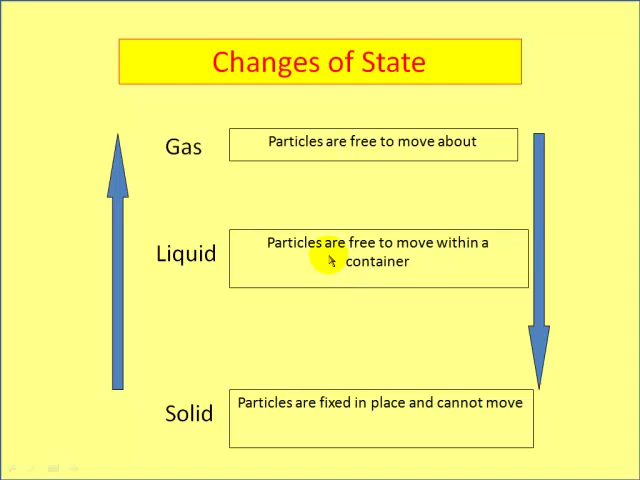 Changes of State
Gas
Particles are free to move about
Liquid
Particles are free to move within a
container
Solid
Particles are fixed in place and cannot move